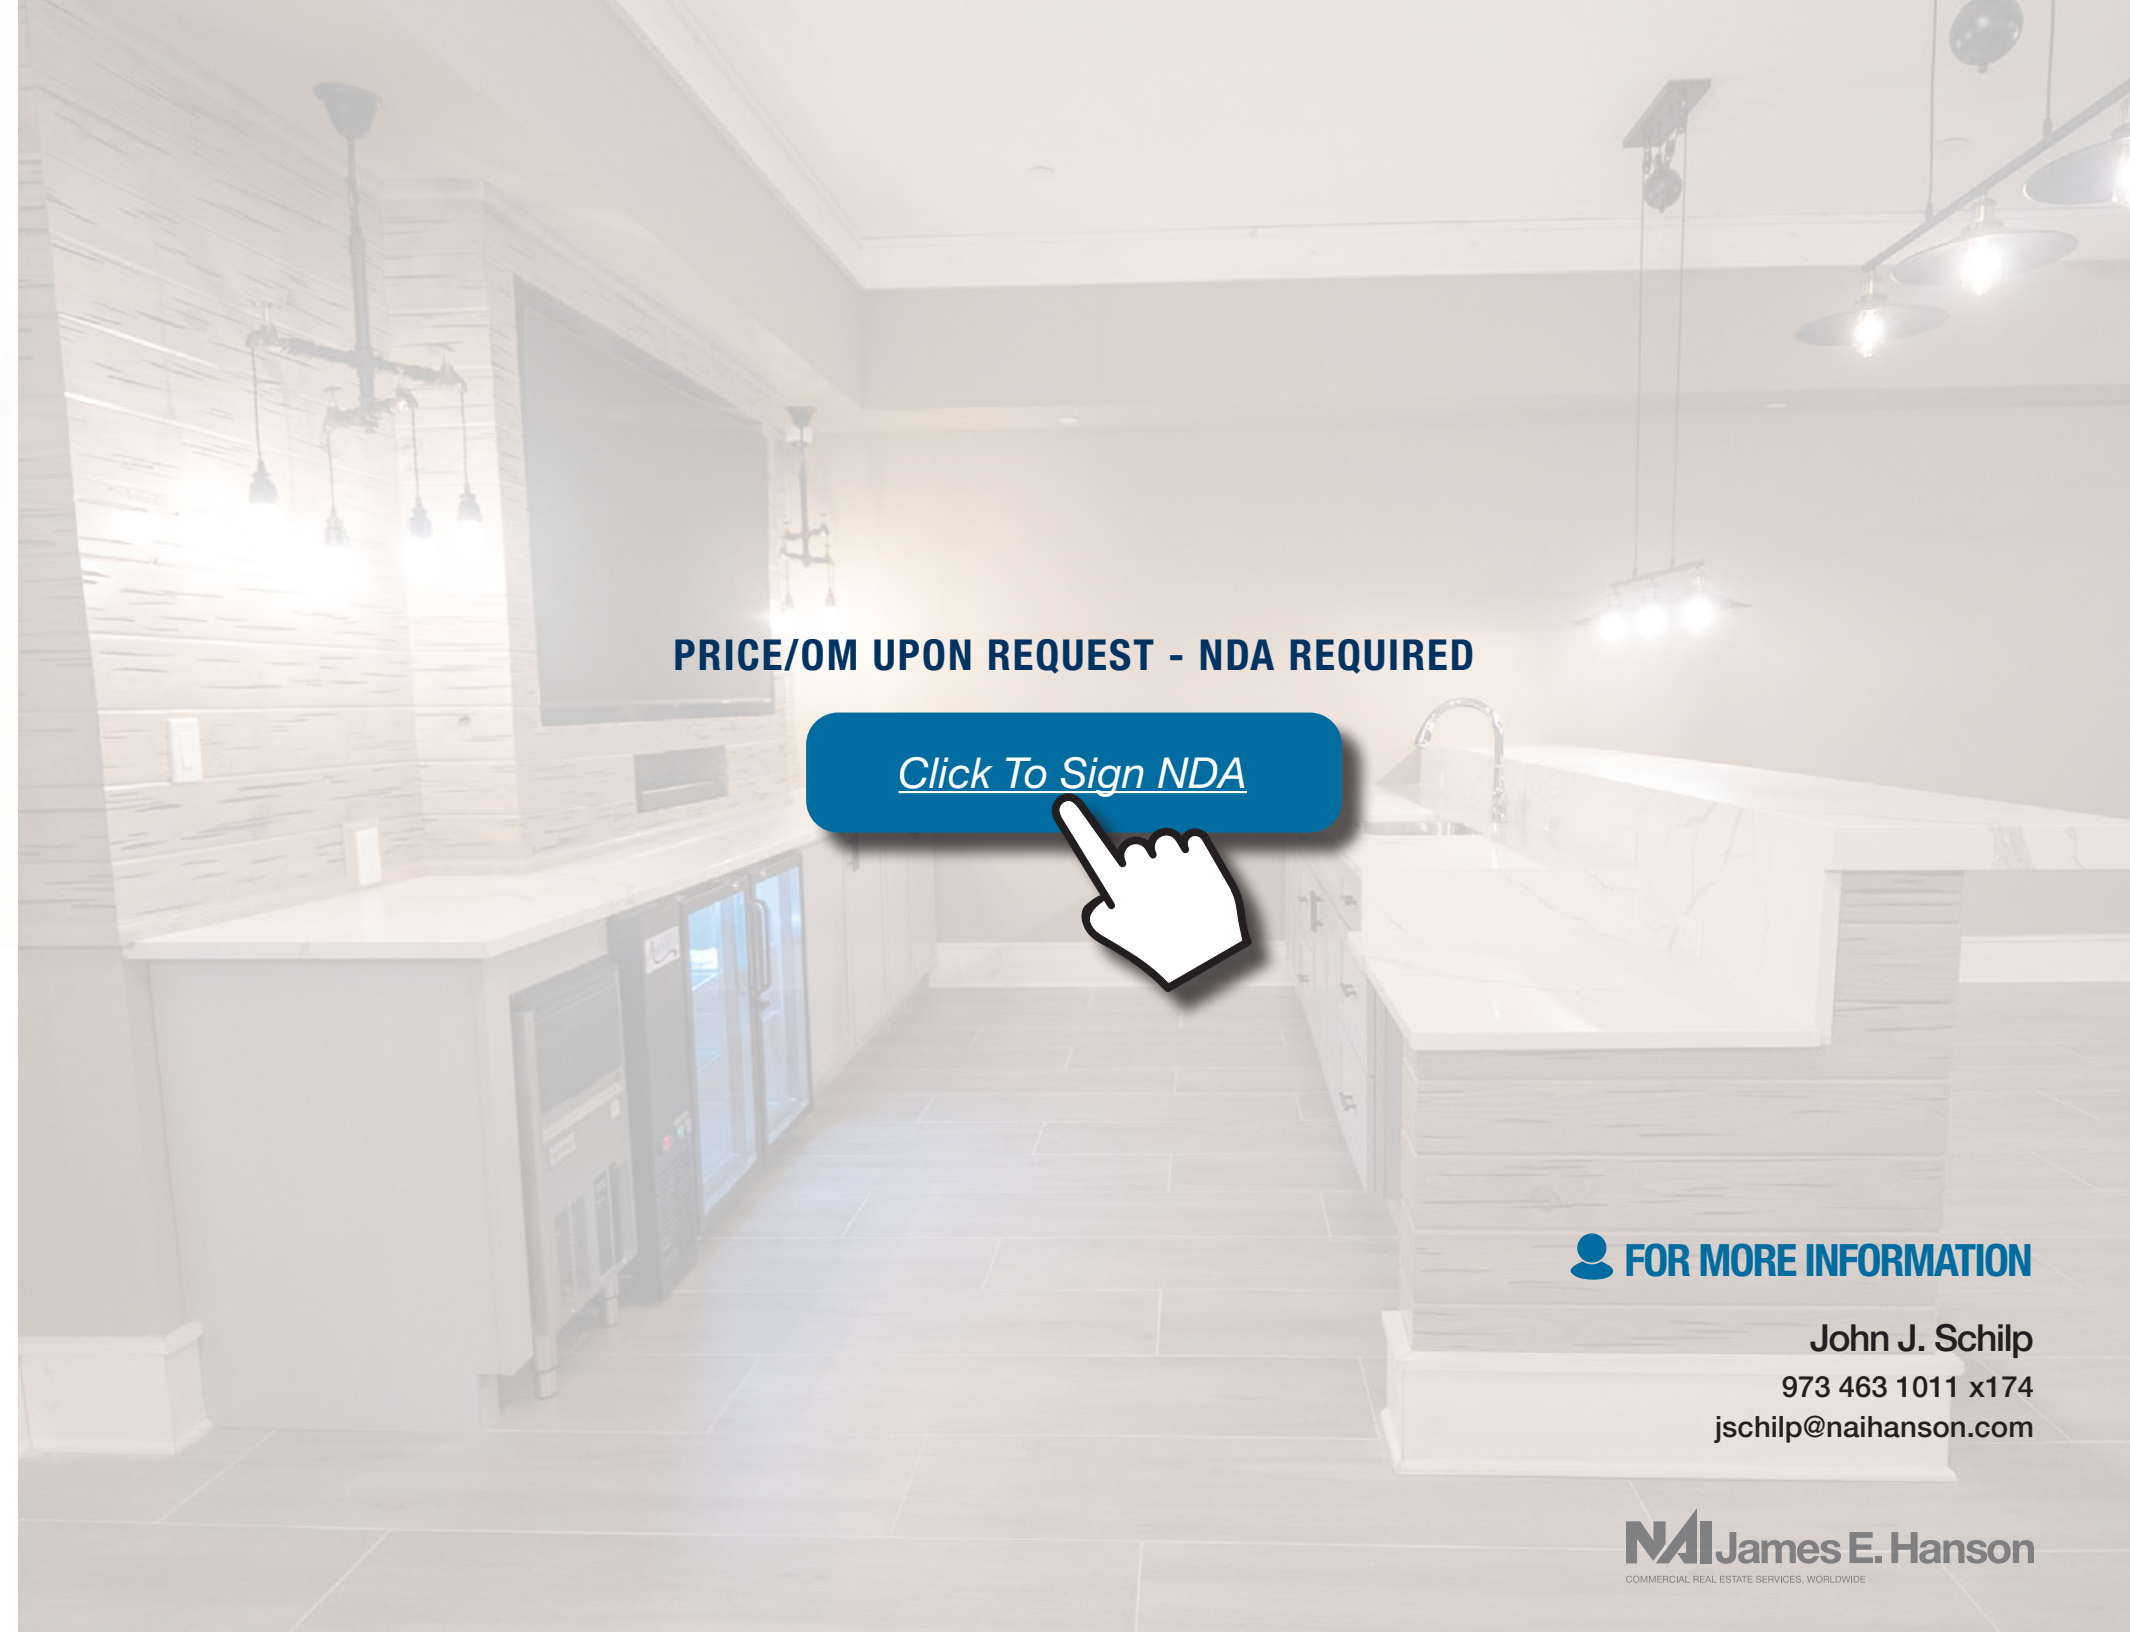 PRICE/OM UPON REQUEST - NDA REQUIRED
Click To Sign NDA
FOR MORE INFORMATION
John J. Schilp
973 463 1011 x174
jschilp@naihanson.com
NAI James E. Hanson
COMMERCIAL REAL ESTATE SERVICES, WORLDWIDE